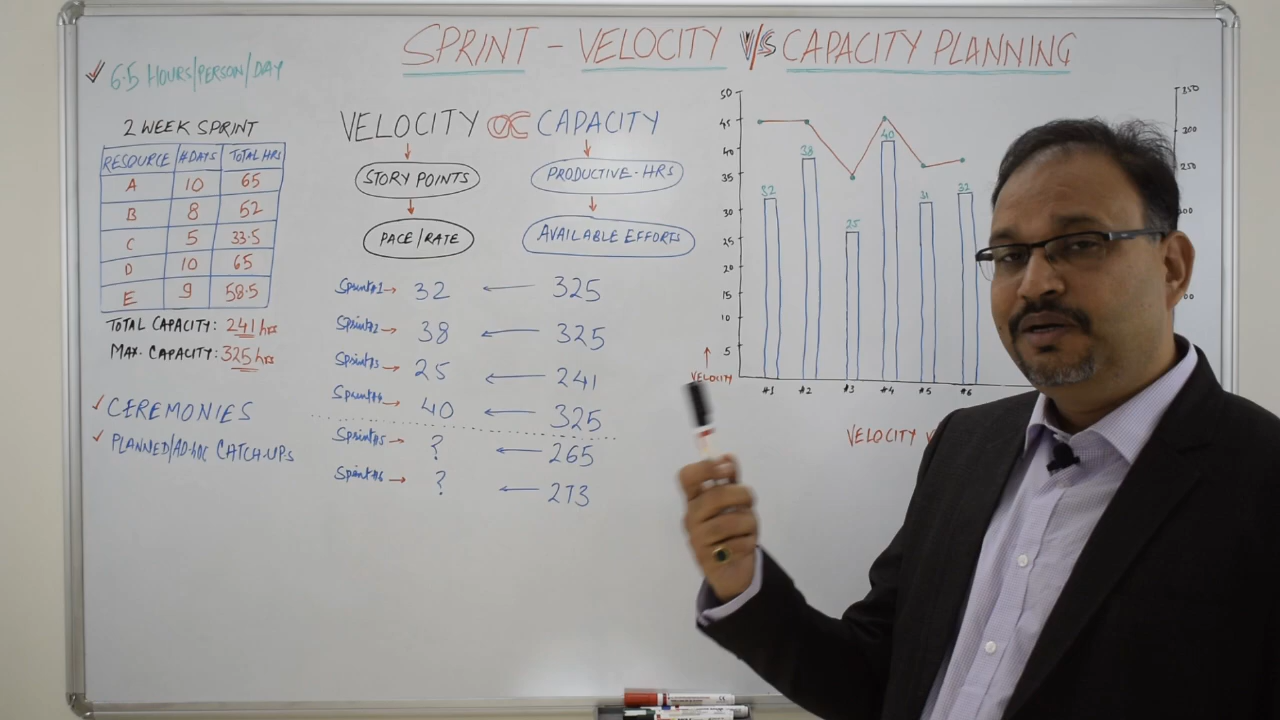 SPRINT - VELOCITY V/S CAPACITY PLANNING
✓ 6.5 HOURS/PERSON/DAY
2 WEEK SPRINT
RESOURCE #DAYS TOTAL HRS
A 10 65
B 8 52
C 5 33.5
D 10 65
E 9 58.5
TOTAL CAPACITY: 241 hrs
MAX. CAPACITY: 325 hrs
✓ CEREMONIES
✓ PLANNED/AD-HOC CATCH-UPS
VELOCITY ∝ CAPACITY
STORY POINTS PRODUCTIVE-HRS
PACE/RATE AVAILABLE EFFORTS
Sprint#1 → 32 ← 325
Sprint#2 → 38 ← 325
Sprint#3 → 25 ← 241
Sprint#4 → 40 ← 325
Sprint#5 → ? ← 265
Sprint#6 → ? ← 273
50 350
45
40 300
35 250
30
25
20
15
10
5
32 38 25 40 31 32
VELOCITY
#1 #2 #3 #4 #5 #6
VELOCITY